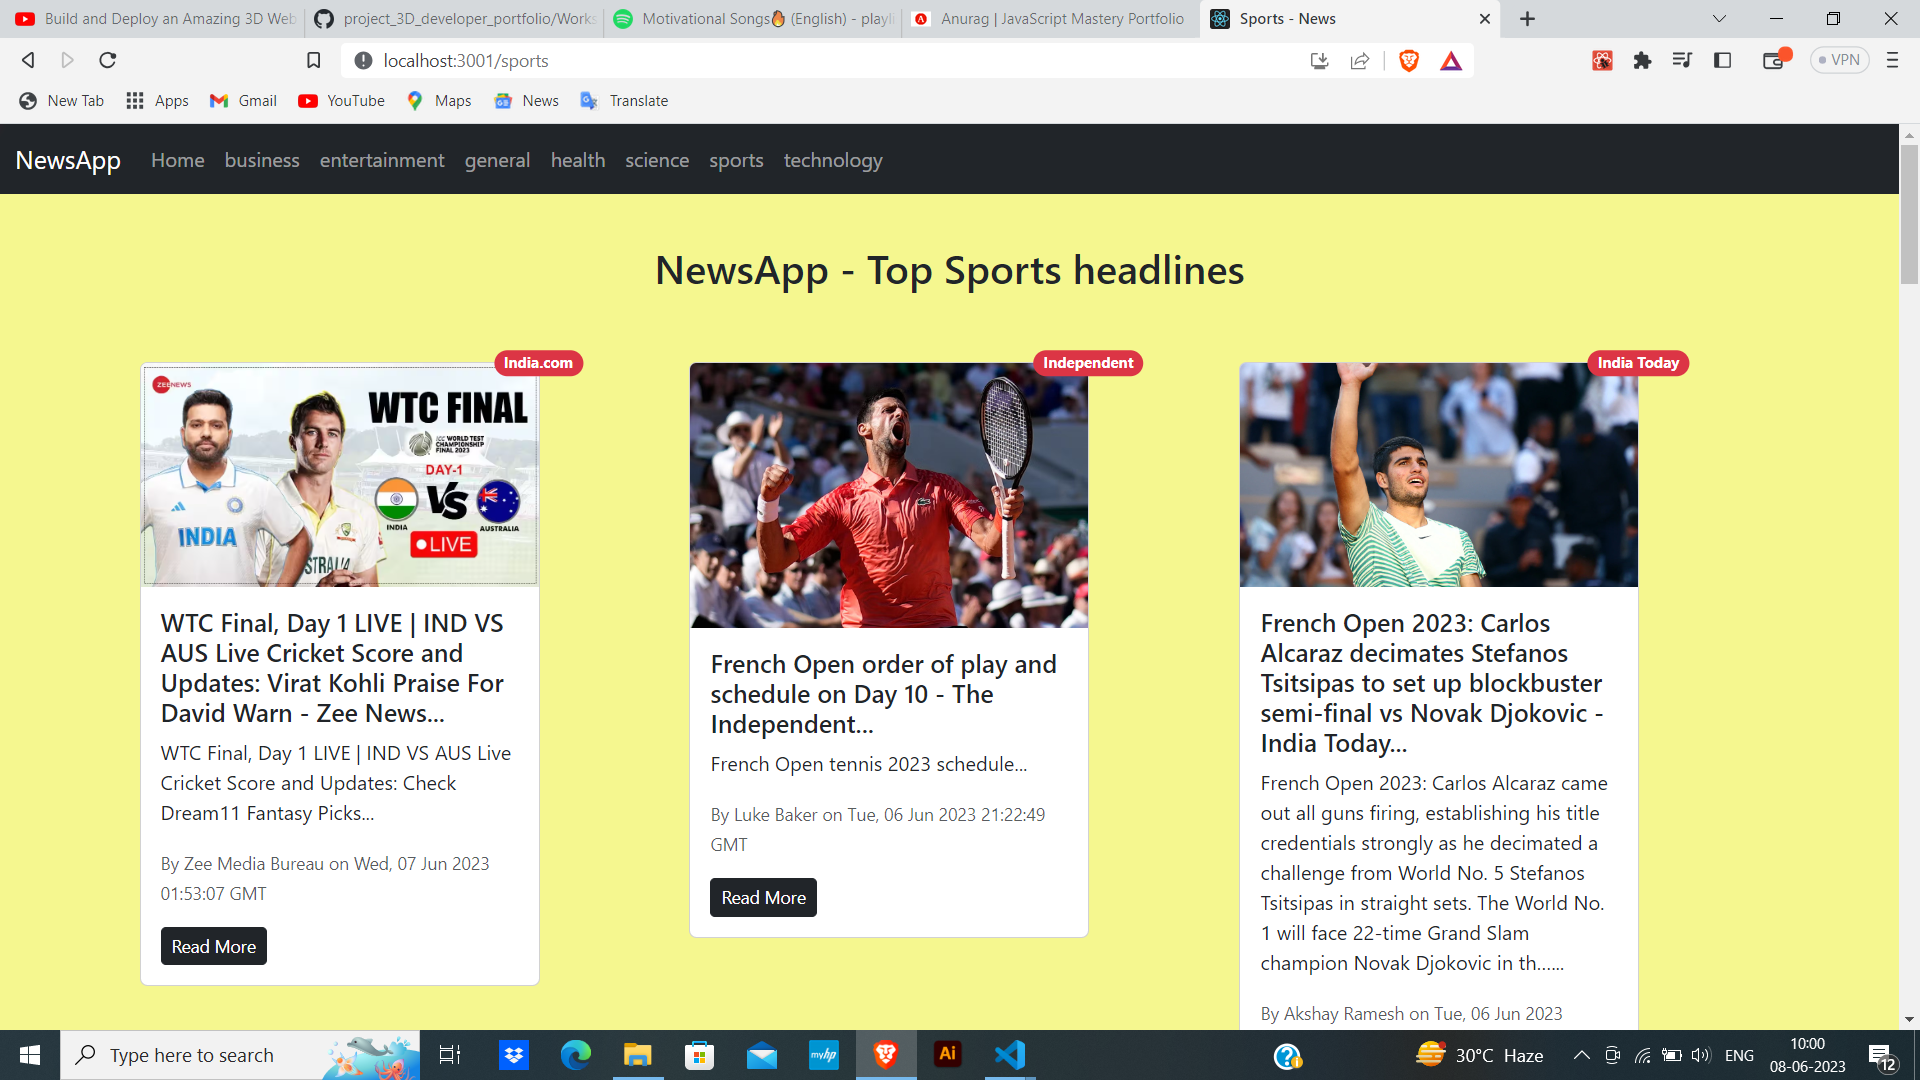 Build and Deploy an Amazing 3D Web
project_3D_developer_portfolio/Works
Motivational Songs🔥 (English) - playli
Anurag | JavaScript Mastery Portfolio
Sports - News
localhost:3001/sports
VPN
New Tab
Apps
Gmail
YouTube
Maps
News
Translate
NewsApp
Home
business
entertainment
general
health
science
sports
technology
NewsApp - Top Sports headlines
India.com
ZEENEWS
WTC FINAL
ICC WORLD TEST
CHAMPIONSHIP
FINAL 2023
DAY-1
VS
INDIA
AUSTRALIA
LIVE
INDIA
STRALIA
WTC Final, Day 1 LIVE | IND VS
AUS Live Cricket Score and
Updates: Virat Kohli Praise For
David Warn - Zee News...
WTC Final, Day 1 LIVE | IND VS AUS Live
Cricket Score and Updates: Check
Dream11 Fantasy Picks...
By Zee Media Bureau on Wed, 07 Jun 2023
01:53:07 GMT
Read More
Independent
French Open order of play and
schedule on Day 10 - The
Independent...
French Open tennis 2023 schedule...
By Luke Baker on Tue, 06 Jun 2023 21:22:49
GMT
Read More
India Today
French Open 2023: Carlos
Alcaraz decimates Stefanos
Tsitsipas to set up blockbuster
semi-final vs Novak Djokovic -
India Today...
French Open 2023: Carlos Alcaraz came
out all guns firing, establishing his title
credentials strongly as he decimated a
challenge from World No. 5 Stefanos
Tsitsipas in straight sets. The World No.
1 will face 22-time Grand Slam
champion Novak Djokovic in th......
By Akshay Ramesh on Tue, 06 Jun 2023
Type here to search
myhp
Ai
30°C Haze
ENG
10:00
08-06-2023
12